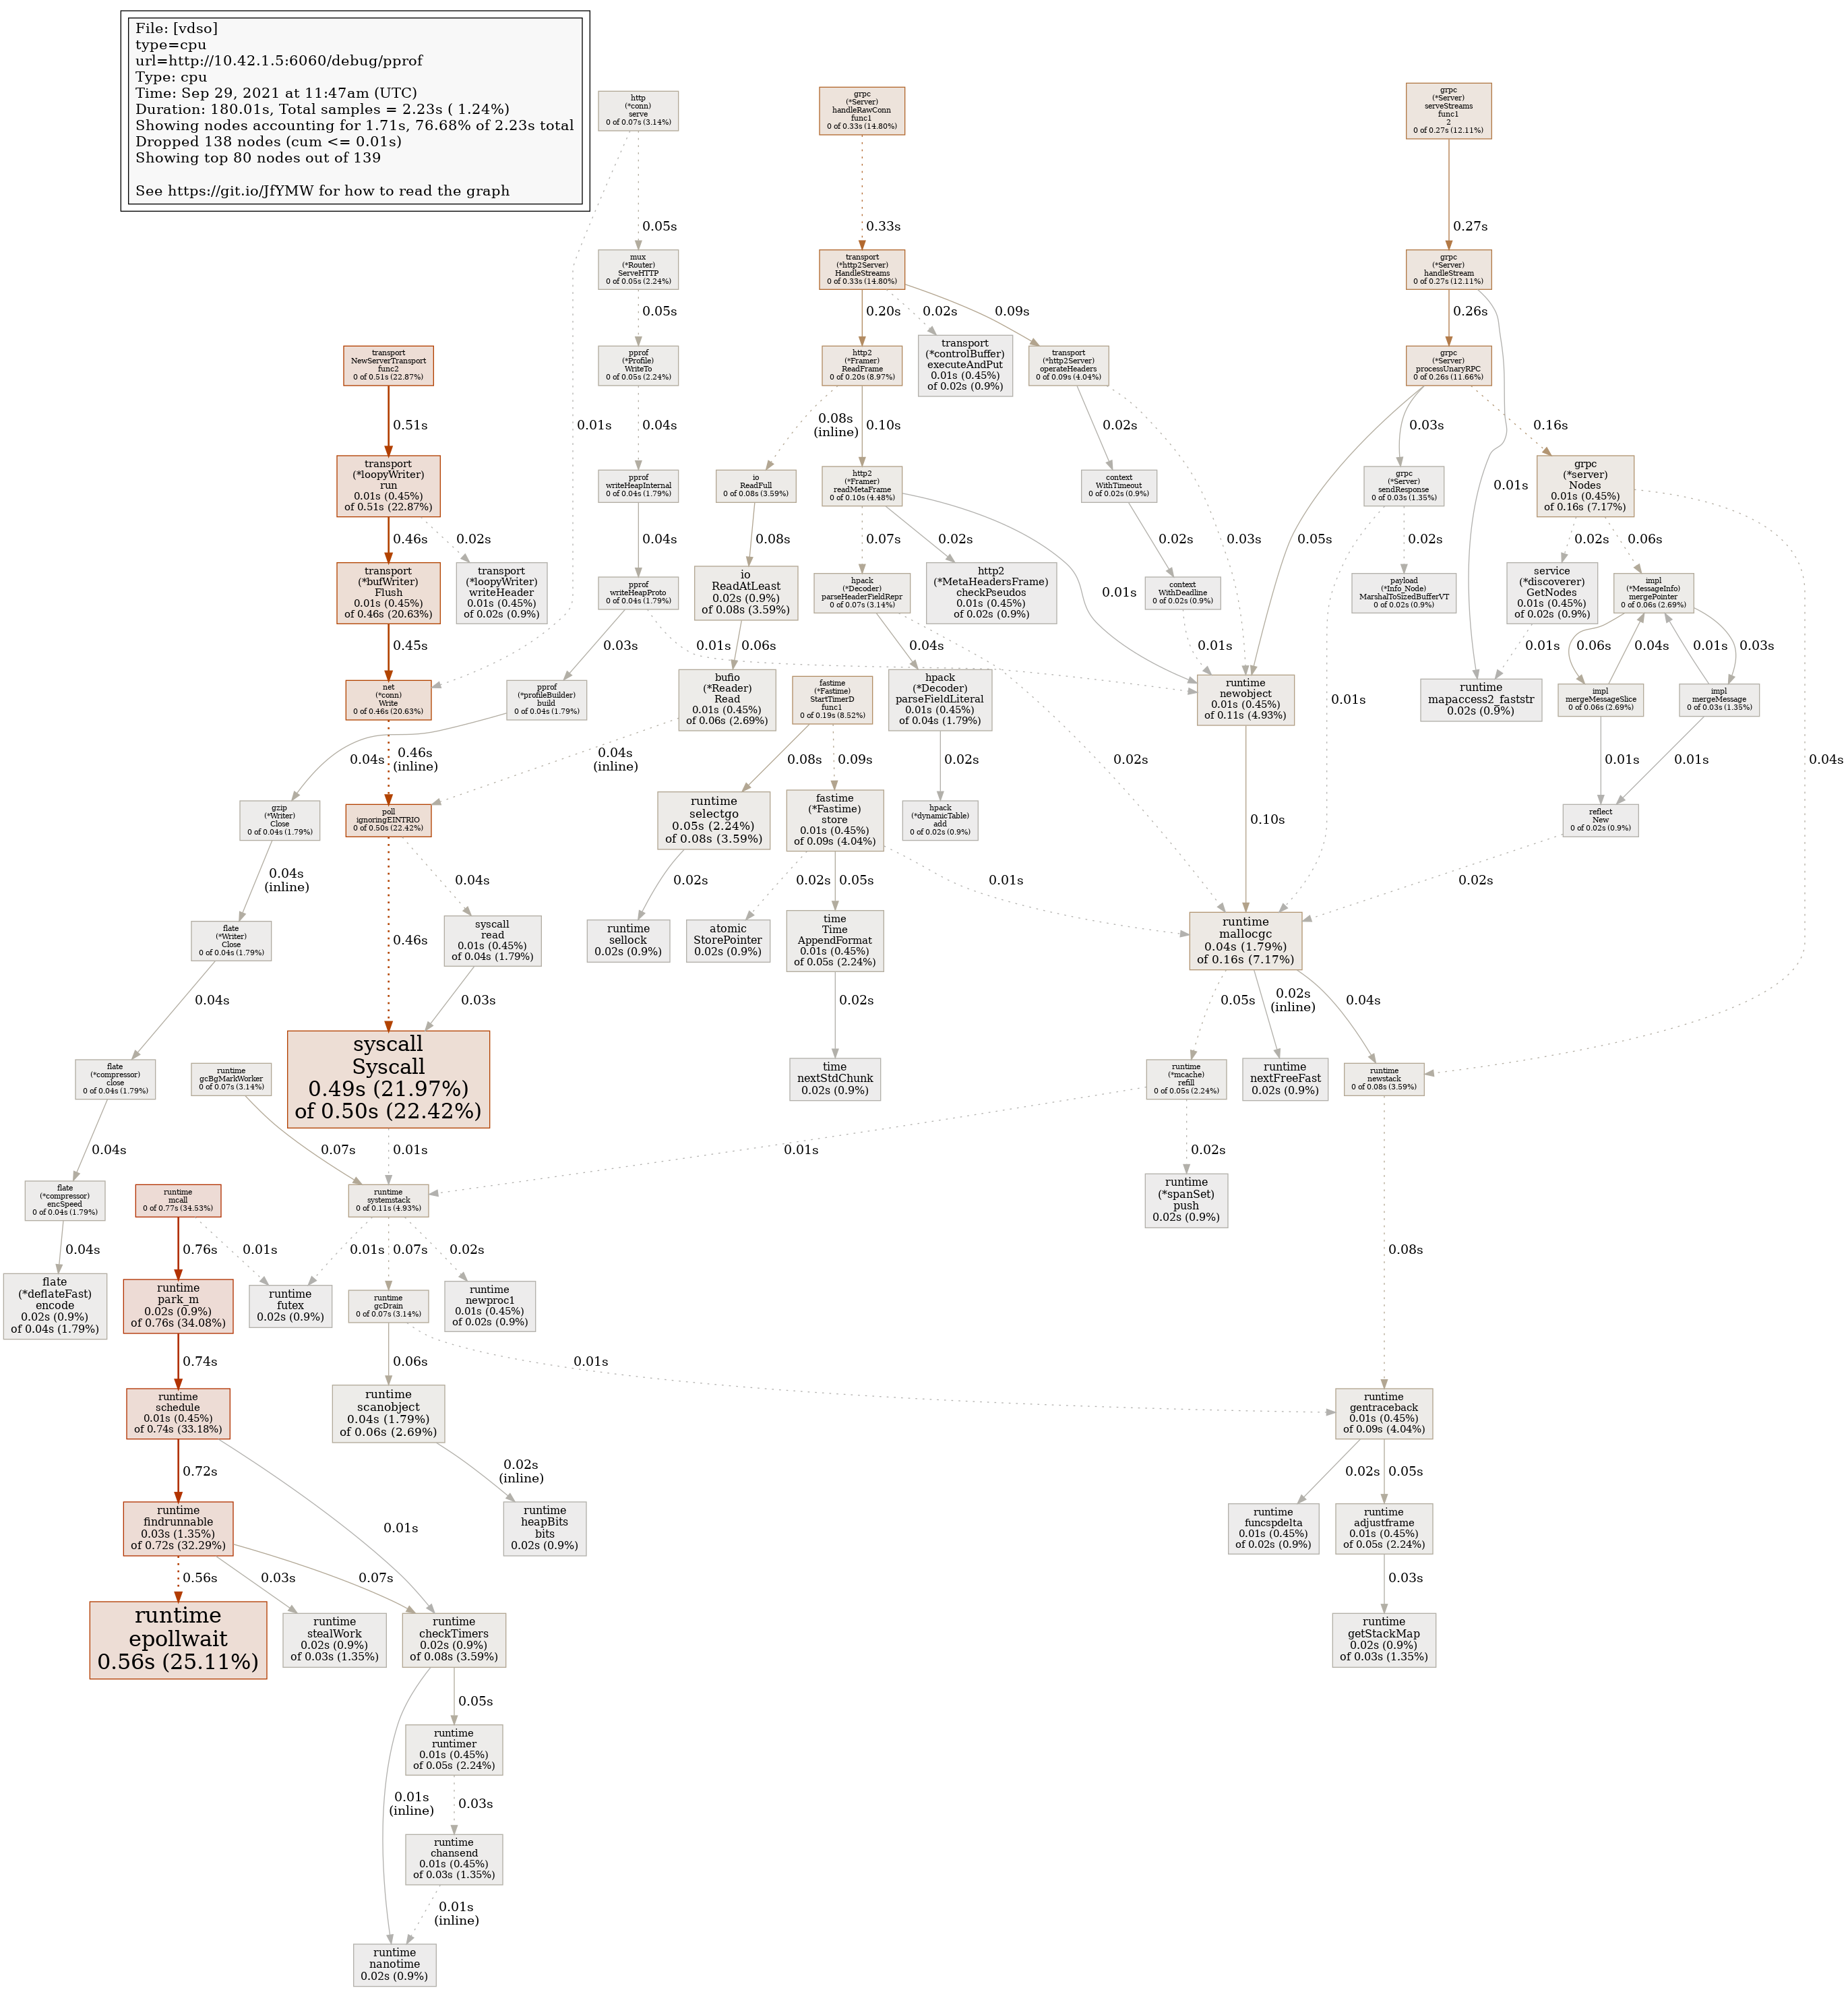 File: [vdso]
type=cpu
url=http://10.42.1.5:6060/debug/pprof
Type: cpu
Time: Sep 29, 2021 at 11:47am (UTC)
Duration: 180.01s, Total samples = 2.23s ( 1.24%)
Showing nodes accounting for 1.71s, 76.68% of 2.23s total
Dropped 138 nodes (cum <= 0.01s)
Showing top 80 nodes out of 139
See https://git.io/JfYMW for how to read the graph
http
(*conn)
serve
0 of 0.07s (3.14%)
grpc
(*Server)
handleRawConn
func1
0 of 0.33s (14.80%)
grpc
(*Server)
serveStreams
func1
2
0 of 0.27s (12.11%)
0.05s
0.33s
0.27s
mux
(*Router)
ServeHTTP
0 of 0.05s (2.24%)
transport
(*http2Server)
HandleStreams
0 of 0.33s (14.80%)
grpc
(*Server)
handleStream
0 of 0.27s (12.11%)
0.05s
0.20s
0.02s
0.09s
0.26s
transport
NewServerTransport
func2
0 of 0.51s (22.87%)
pprof
(*Profile)
WriteTo
0 of 0.05s (2.24%)
http2
(*Framer)
ReadFrame
0 of 0.20s (8.97%)
transport
(*controlBuffer)
executeAndPut
0.01s (0.45%)
of 0.02s (0.9%)
transport
(*http2Server)
operateHeaders
0 of 0.09s (4.04%)
grpc
(*Server)
processUnaryRPC
0 of 0.26s (11.66%)
0.51s
0.01s
0.04s
0.08s
(inline)
0.10s
0.02s
0.03s
0.16s
transport
(*loopyWriter)
run
0.01s (0.45%)
of 0.51s (22.87%)
pprof
writeHeapInternal
0 of 0.04s (1.79%)
io
ReadFull
0 of 0.08s (3.59%)
http2
(*Framer)
readMetaFrame
0 of 0.10s (4.48%)
context
WithTimeout
0 of 0.02s (0.9%)
grpc
(*Server)
sendResponse
0 of 0.03s (1.35%)
grpc
(*server)
Nodes
0.01s (0.45%)
of 0.16s (7.17%)
0.01s
0.46s
0.02s
0.04s
0.08s
0.07s
0.02s
0.02s
0.03s
0.05s
0.02s
0.02s
0.06s
transport
(*bufWriter)
Flush
0.01s (0.45%)
of 0.46s (20.63%)
transport
(*loopyWriter)
writeHeader
0.01s (0.45%)
of 0.02s (0.9%)
pprof
writeHeapProto
0 of 0.04s (1.79%)
io
ReadAtLeast
0.02s (0.9%)
of 0.08s (3.59%)
hpack
(*Decoder)
parseHeaderFieldRepr
0 of 0.07s (3.14%)
http2
(*MetaHeadersFrame)
checkPseudos
0.01s (0.45%)
of 0.02s (0.9%)
0.01s
context
WithDeadline
0 of 0.02s (0.9%)
payload
(*Info_Node)
MarshalToSizedBufferVT
0 of 0.02s (0.9%)
service
(*discoverer)
GetNodes
0.01s (0.45%)
of 0.02s (0.9%)
impl
(*MessageInfo)
mergePointer
0 of 0.06s (2.69%)
0.45s
0.03s
0.01s
0.06s
0.04s
0.01s
0.01s
0.06s
0.04s
0.01s
0.03s
net
(*conn)
Write
0 of 0.46s (20.63%)
pprof
(*profileBuilder)
build
0 of 0.04s (1.79%)
bufio
(*Reader)
Read
0.01s (0.45%)
of 0.06s (2.69%)
fastime
(*Fastime)
StartTimerD
func1
0 of 0.19s (8.52%)
hpack
(*Decoder)
parseFieldLiteral
0.01s (0.45%)
of 0.04s (1.79%)
runtime
newobject
0.01s (0.45%)
of 0.11s (4.93%)
0.01s
runtime
mapaccess2_faststr
0.02s (0.9%)
impl
mergeMessageSlice
0 of 0.06s (2.69%)
impl
mergeMessage
0 of 0.03s (1.35%)
0.04s
0.46s
(inline)
0.04s
(inline)
0.08s
0.09s
0.02s
0.02s
0.01s
0.01s
0.04s
gzip
(*Writer)
Close
0 of 0.04s (1.79%)
poll
ignoringEINTRIO
0 of 0.50s (22.42%)
runtime
selectgo
0.05s (2.24%)
of 0.08s (3.59%)
fastime
(*Fastime)
store
0.01s (0.45%)
of 0.09s (4.04%)
hpack
(*dynamicTable)
add
0 of 0.02s (0.9%)
0.10s
reflect
New
0 of 0.02s (0.9%)
0.04s
(inline)
0.04s
0.02s
0.02s
0.05s
0.01s
0.02s
flate
(*Writer)
Close
0 of 0.04s (1.79%)
0.46s
syscall
read
0.01s (0.45%)
of 0.04s (1.79%)
runtime
sellock
0.02s (0.9%)
atomic
StorePointer
0.02s (0.9%)
time
Time
AppendFormat
0.01s (0.45%)
of 0.05s (2.24%)
runtime
mallocgc
0.04s (1.79%)
of 0.16s (7.17%)
0.04s
0.03s
0.02s
0.05s
0.02s
(inline)
0.04s
flate
(*compressor)
close
0 of 0.04s (1.79%)
runtime
gcBgMarkWorker
0 of 0.07s (3.14%)
syscall
Syscall
0.49s (21.97%)
of 0.50s (22.42%)
time
nextStdChunk
0.02s (0.9%)
runtime
(*mcache)
refill
0 of 0.05s (2.24%)
runtime
nextFreeFast
0.02s (0.9%)
runtime
newstack
0 of 0.08s (3.59%)
0.04s
0.07s
0.01s
0.01s
0.02s
flate
(*compressor)
encSpeed
0 of 0.04s (1.79%)
runtime
mcall
0 of 0.77s (34.53%)
runtime
systemstack
0 of 0.11s (4.93%)
runtime
(*spanSet)
push
0.02s (0.9%)
0.04s
0.76s
0.01s
0.01s
0.07s
0.02s
0.08s
flate
(*deflateFast)
encode
0.02s (0.9%)
of 0.04s (1.79%)
runtime
park_m
0.02s (0.9%)
of 0.76s (34.08%)
runtime
futex
0.02s (0.9%)
runtime
gcDrain
0 of 0.07s (3.14%)
runtime
newproc1
0.01s (0.45%)
of 0.02s (0.9%)
0.74s
0.06s
0.01s
runtime
schedule
0.01s (0.45%)
of 0.74s (33.18%)
runtime
scanobject
0.04s (1.79%)
of 0.06s (2.69%)
runtime
gentraceback
0.01s (0.45%)
of 0.09s (4.04%)
0.72s
0.01s
0.02s
(inline)
0.02s
0.05s
runtime
findrunnable
0.03s (1.35%)
of 0.72s (32.29%)
runtime
heapBits
bits
0.02s (0.9%)
runtime
funcspdelta
0.01s (0.45%)
of 0.02s (0.9%)
runtime
adjustframe
0.01s (0.45%)
of 0.05s (2.24%)
0.56s
0.03s
0.07s
0.03s
runtime
epollwait
0.56s (25.11%)
runtime
stealWork
0.02s (0.9%)
of 0.03s (1.35%)
runtime
checkTimers
0.02s (0.9%)
of 0.08s (3.59%)
runtime
getStackMap
0.02s (0.9%)
of 0.03s (1.35%)
0.05s
runtime
runtimer
0.01s (0.45%)
of 0.05s (2.24%)
0.01s
(inline)
0.03s
runtime
chansend
0.01s (0.45%)
of 0.03s (1.35%)
0.01s
(inline)
runtime
nanotime
0.02s (0.9%)